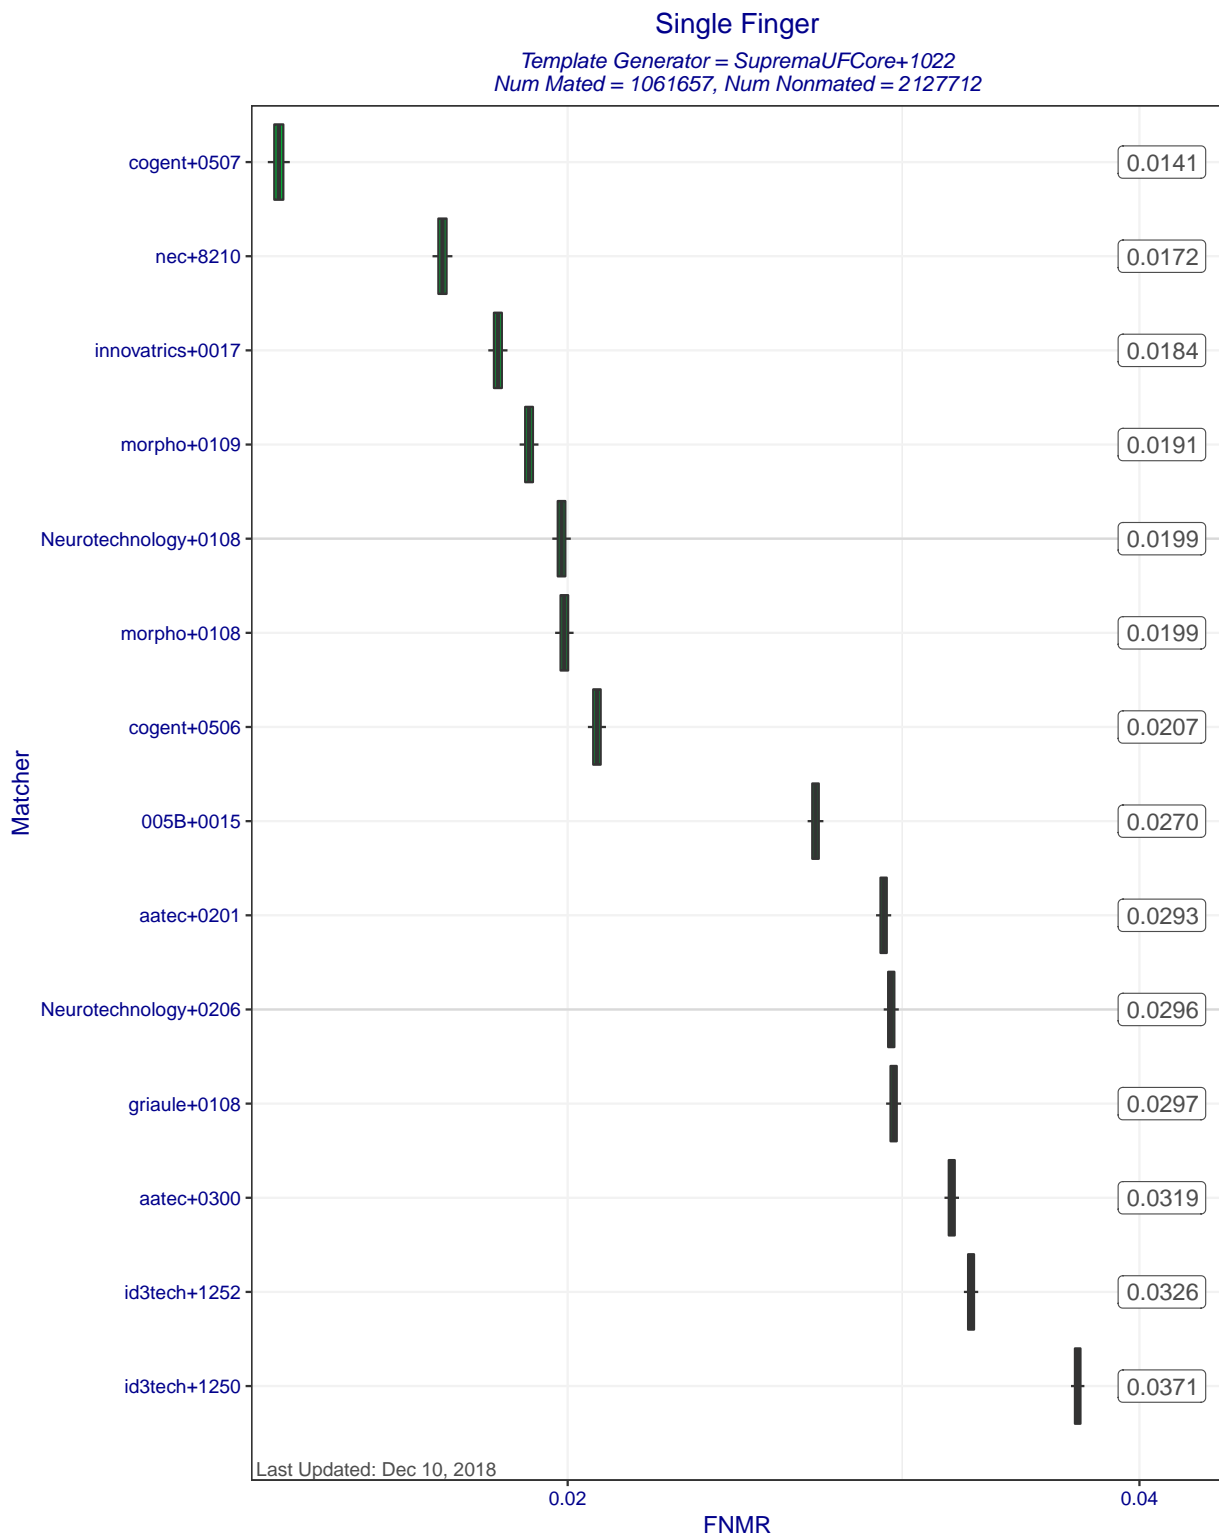 Single Finger
Template Generator = SupremaUFCore+1022
Num Mated = 1061657, Num Nonmated = 2127712
cogent+0507 0.0141
nec+8210 0.0172
innovatrics+0017 0.0184
morpho+0109 0.0191
Neurotechnology+0108 0.0199
morpho+0108 0.0199
cogent+0506 0.0207
Matcher
005B+0015 0.0270
aatec+0201 0.0293
Neurotechnology+0206 0.0296
griaule+0108 0.0297
aatec+0300 0.0319
id3tech+1252 0.0326
id3tech+1250 0.0371
Last Updated: Dec 10, 2018
0.02 0.04
FNMR